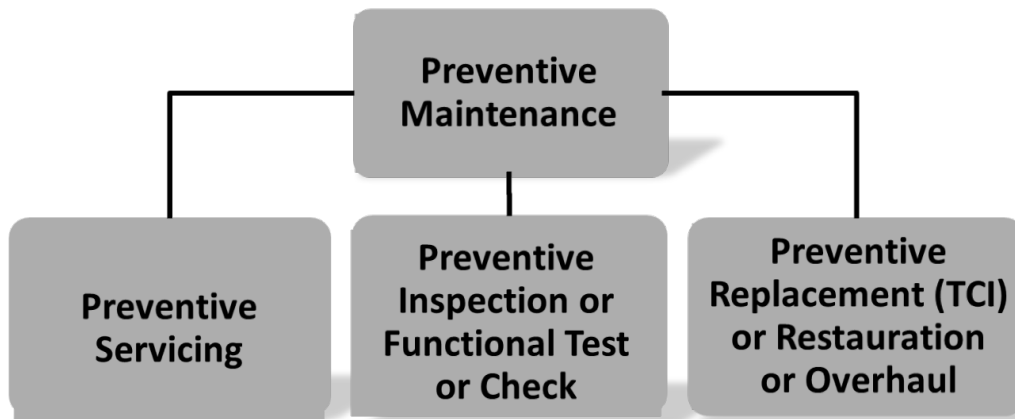 Preventive
Maintenance
Preventive
Servicing
Preventive
Inspection or
Functional Test
or Check
Preventive
Replacement (TCI)
or Restauration
or Overhaul